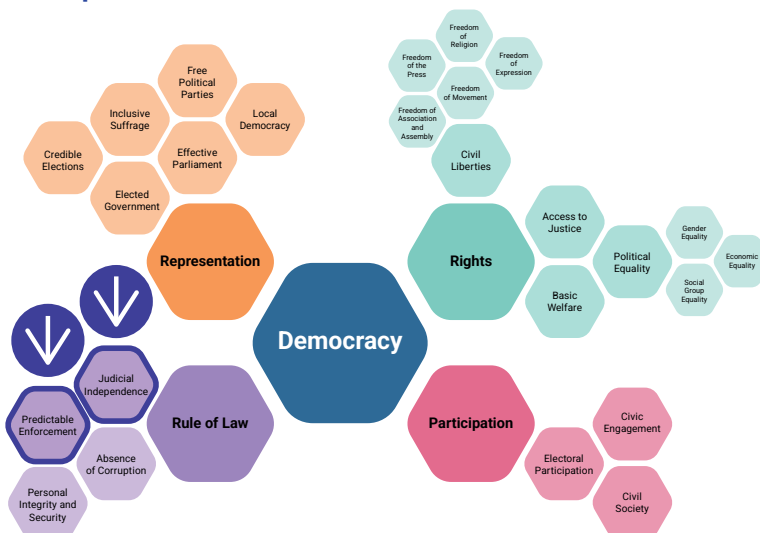 Free
Political
Parties
Inclusive
Suffrage
Local
Democracy
Credible
Elections
Effective
Parliament
Elected
Government
Representation
Freedom
of
Religion
Freedom
of the
Press
Freedom
of
Expression
Freedom
of Movement
Freedom of
Association
and
Assembly
Civil
Liberties
Rights
Access to
Justice
Basic
Welfare
Political
Equality
Gender
Equality
Economic
Equality
Social
Group
Equality
Democracy
Judicial
Independence
Predictable
Enforcement
Rule of Law
Absence
of Corruption
Personal
Integrity and
Security
Participation
Civic
Engagement
Electoral
Participation
Civil
Society